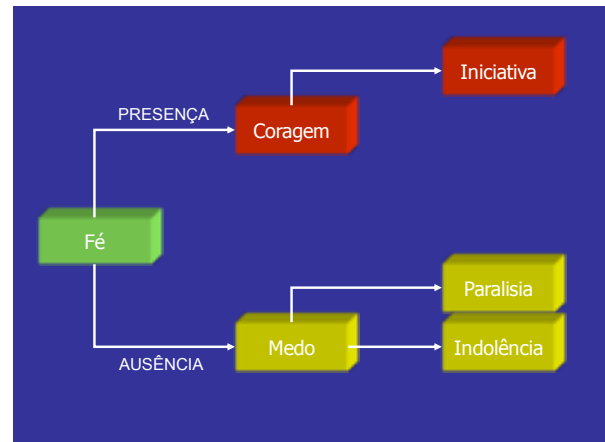 Iniciativa
PRESENÇA
Coragem
Fé
Paralisia
Medo
Indolência
AUSÊNCIA